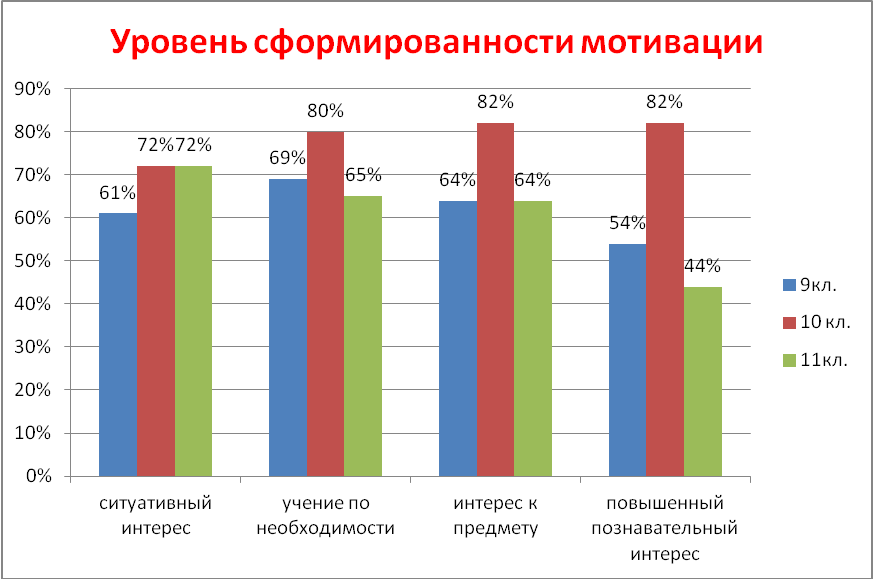 Уровень сформированности мотивации
90%
80%
70%
60%
50%
40%
30%
20%
10%
0%
61%
72%
72%
69%
80%
65%
64%
82%
64%
54%
82%
44%
ситуативный
интерес
учение по
необходимости
интерес к
предмету
повышенный
познавательный
интерес
9кл.
10 кл.
11кл.